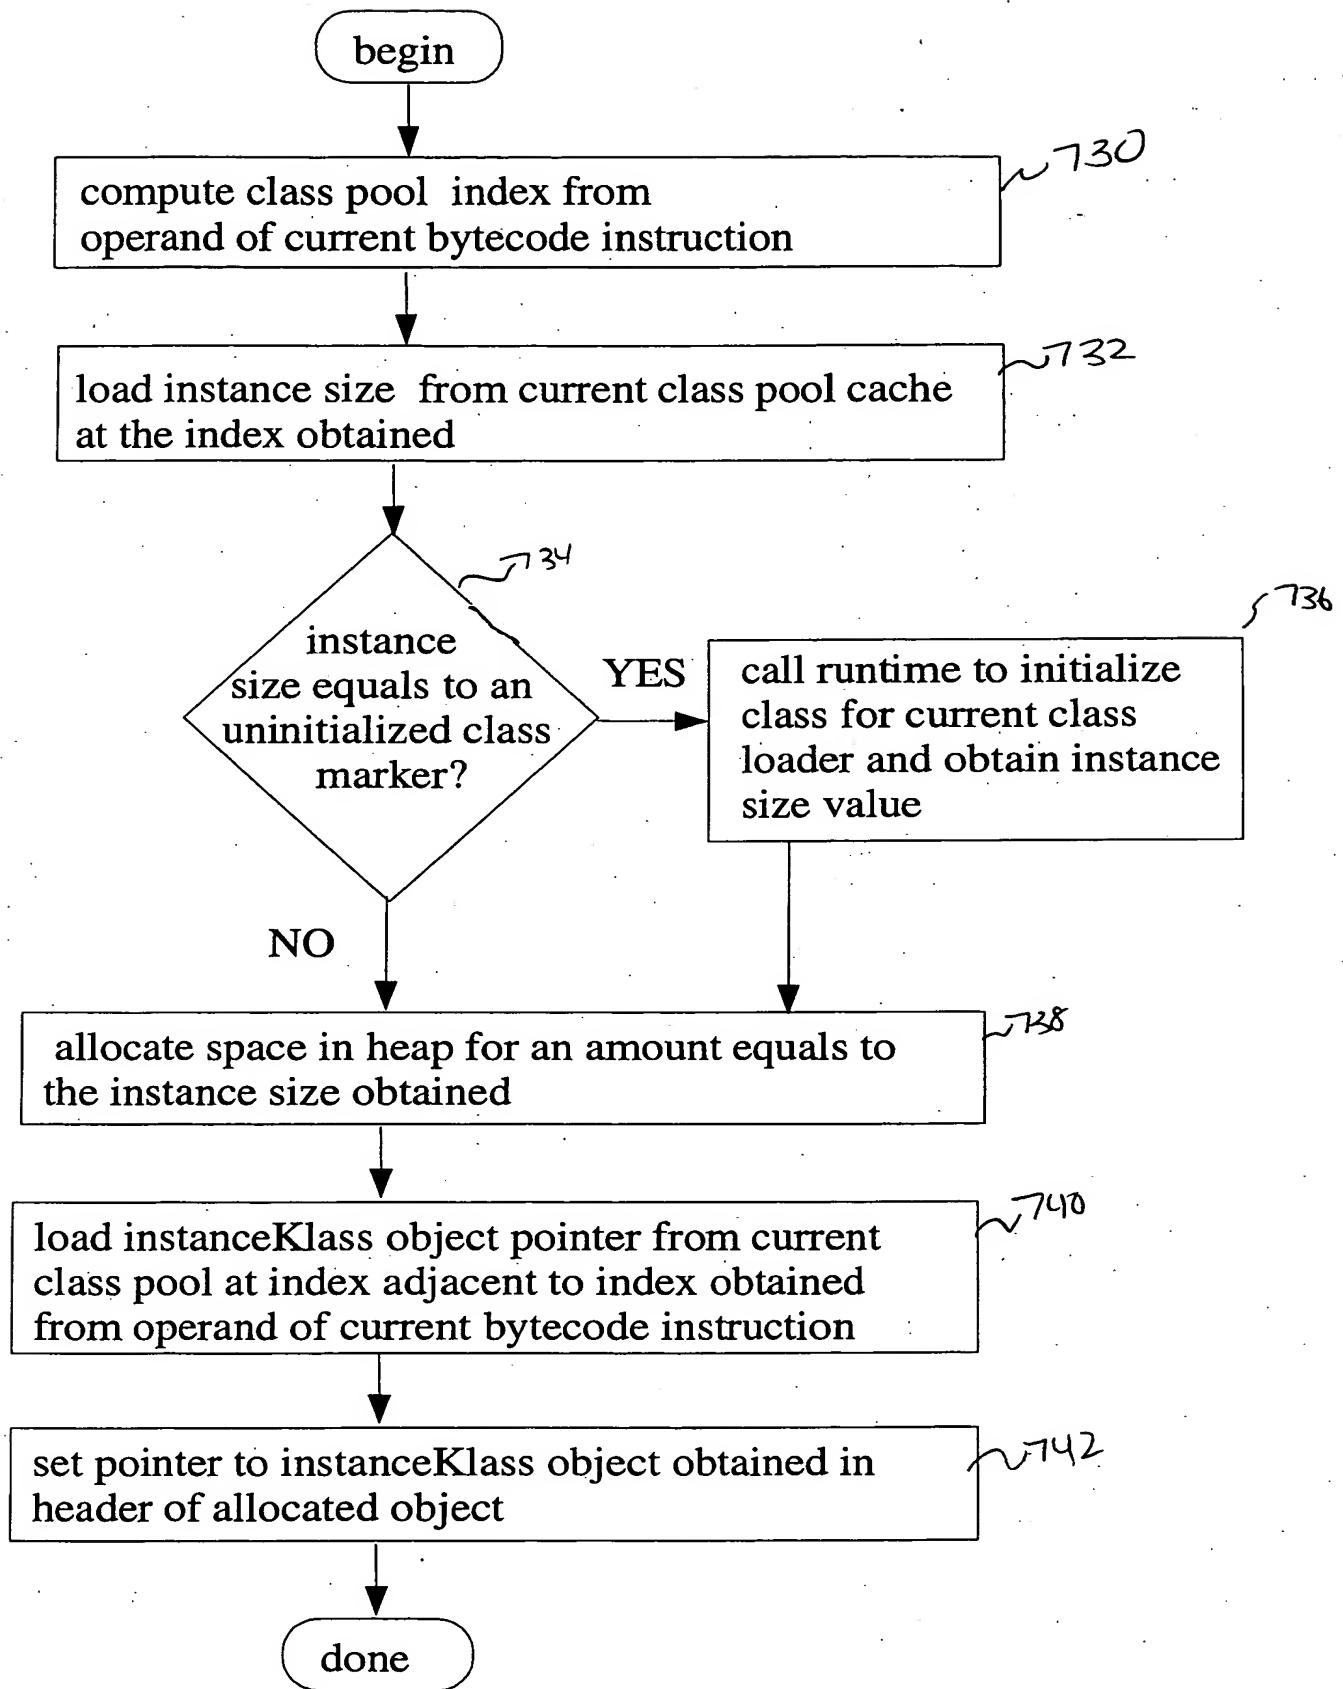 begin
730
compute class pool index from
operand of current bytecode instruction
732
load instance size from current class pool cache
at the index obtained
734
instance
size equals to an
uninitialized class
marker?
YES
736
call runtime to initialize
class for current class
loader and obtain instance
size value
NO
738
allocate space in heap for an amount equals to
the instance size obtained
740
load instanceKlass object pointer from current
class pool at index adjacent to index obtained
from operand of current bytecode instruction
742
set pointer to instanceKlass object obtained in
header of allocated object
done